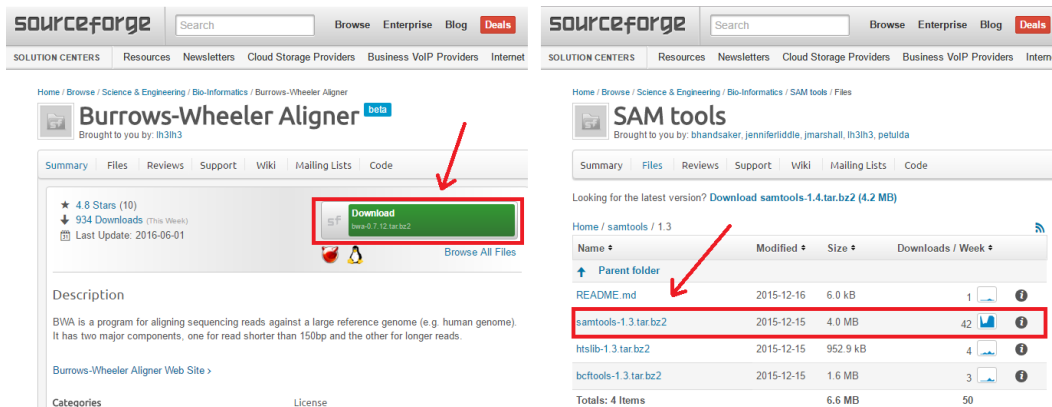 sourceforge
Search
Browse Enterprise Blog Deals
SOLUTION CENTERS Resources Newsletters Cloud Storage Providers Business VoIP Providers Internet
Home / Browse / Science & Engineering / Bio-Informatics / Burrows-Wheeler Aligner
sf
Burrows-Wheeler Aligner beta
Brought to you by: lh3lh3
Summary Files Reviews Support Wiki Mailing Lists Code
4.8 Stars (10)
934 Downloads (This Week)
Last Update: 2016-06-01
sf
Download
bwa-0.7.12.tar.bz2
Browse All Files
Description
BWA is a program for aligning sequencing reads against a large reference genome (e.g. human genome).
It has two major components, one for read shorter than 150bp and the other for longer reads.
Burrows-Wheeler Aligner Web Site >
Categories License
sourceforge
Search
Browse Enterprise Blog Deals
SOLUTION CENTERS Resources Newsletters Cloud Storage Providers Business VoIP Providers
Home / Browse / Science & Engineering / Bio-Informatics / SAM tools / Files
sf
SAM tools
Brought to you by: bhandsaker, jenniferliddle, jmarshall, lh3lh3, petulda
Summary Files Reviews Support Wiki Mailing Lists Code
Looking for the latest version? Download samtools-1.4.tar.bz2 (4.2 MB)
Home / samtools / 1.3
Name Modified Size Downloads / Week
Parent folder
README.md 2015-12-16 6.0 kB 1
samtools-1.3.tar.bz2 2015-12-15 4.0 MB 42
htslib-1.3.tar.bz2 2015-12-15 952.9 kB 4
bcftools-1.3.tar.bz2 2015-12-15 1.6 MB 3
Totals: 4 Items 6.6 MB 50